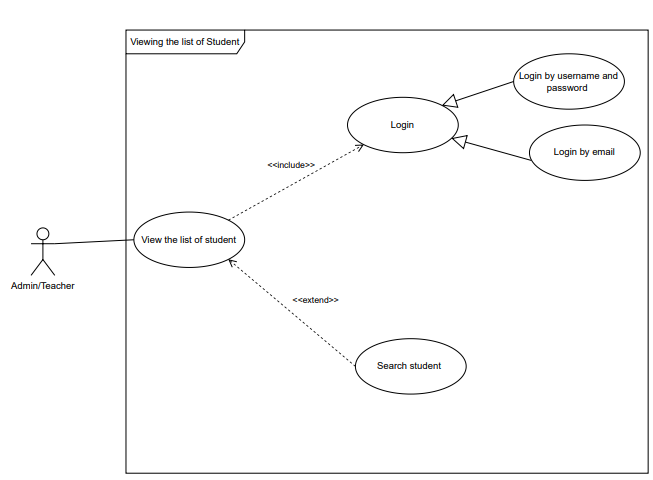 Viewing the list of Student
Login by username and
password
Login
Login by email
<<include>>
View the list of student
Admin/Teacher
<<extend>>
Search student